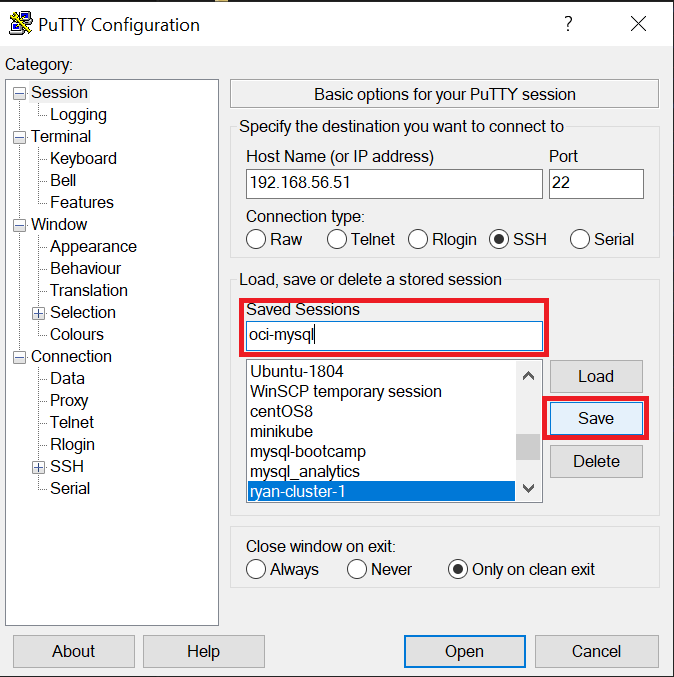 PuTTY Configuration
?
Category:
Session
Logging
Terminal
Keyboard
Bell
Features
Window
Appearance
Behaviour
Translation
Selection
Colours
Connection
Data
Proxy
Telnet
Rlogin
SSH
Serial
Basic options for your PuTTY session
Specify the destination you want to connect to
Host Name (or IP address) Port
192.168.56.51 22
Connection type:
Raw Telnet Rlogin SSH Serial
Load, save or delete a stored session
Saved Sessions
oci-mysql
Ubuntu-1804
WinSCP temporary session
centOS8
minikube
mysql-bootcamp
mysql_analytics
ryan-cluster-1
Load
Save
Delete
Close window on exit:
Always Never Only on clean exit
About Help Open Cancel